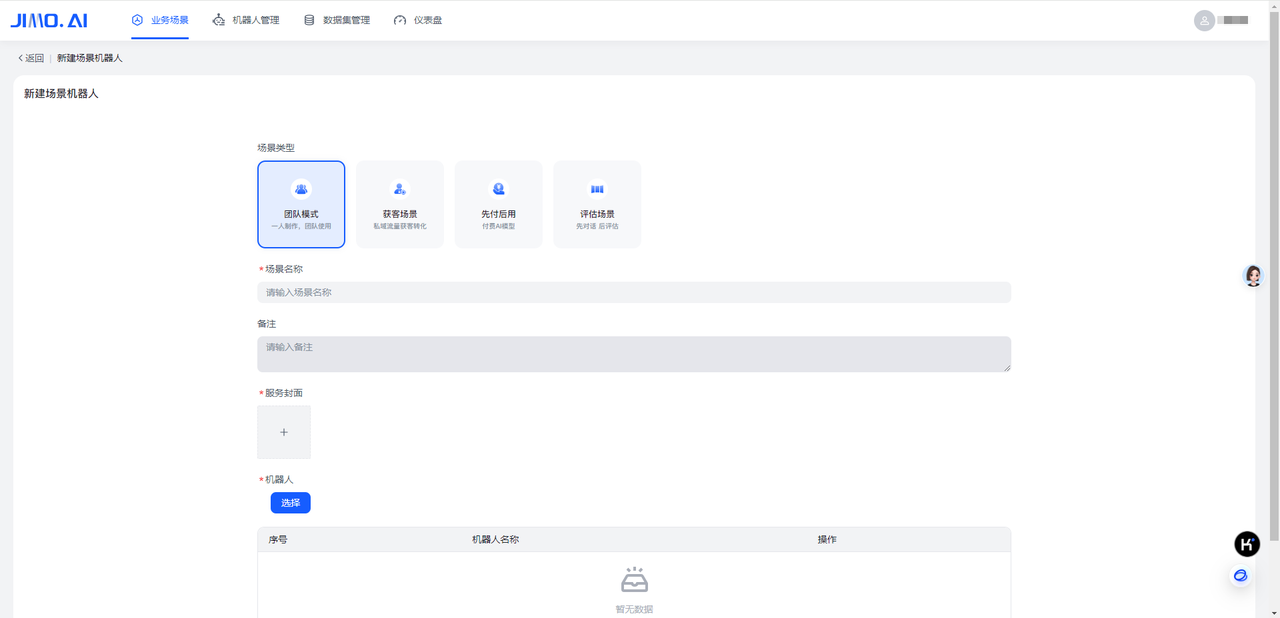 JIMO.AI 业务场景 机器人管理 数据集管理 仪表盘
返回 | 新建场景机器人
新建场景机器人
场景类型
团队模式 获客场景 先付后用 评估场景
一人制作，团队使用 私域流量获客转化 付费AI模型 先对话 后评估
*场景名称
请输入场景名称
备注
请输入备注
*服务封面
+
*机器人
选择
序号 机器人名称 操作
暂无数据